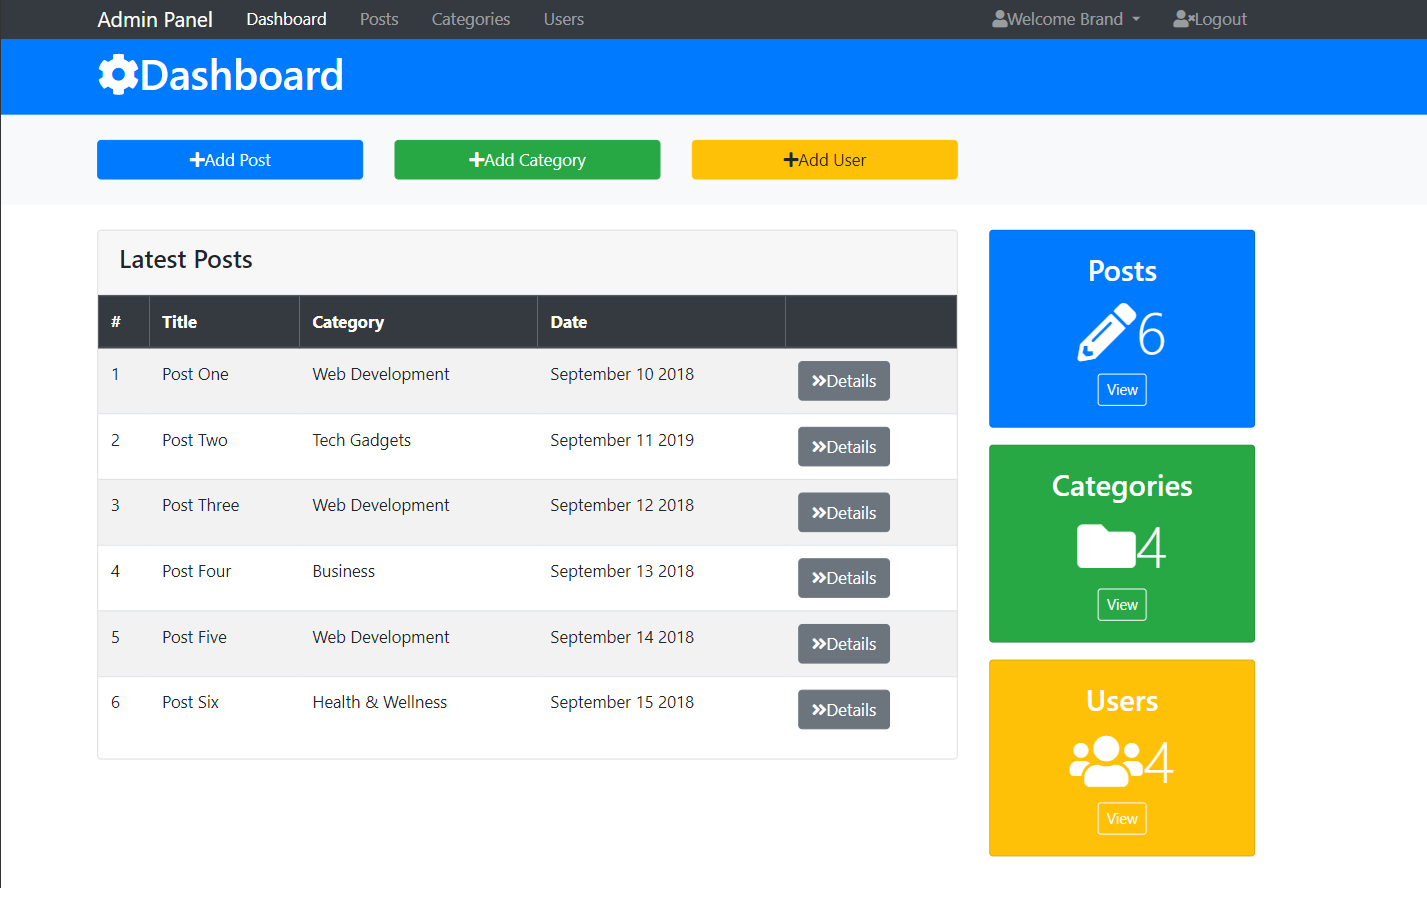 Admin Panel Dashboard Posts Categories Users Welcome Brand Logout
Dashboard
Add Post Add Category Add User
Latest Posts
# Title Category Date
1 Post One Web Development September 10 2018 Details
2 Post Two Tech Gadgets September 11 2019 Details
3 Post Three Web Development September 12 2018 Details
4 Post Four Business September 13 2018 Details
5 Post Five Web Development September 14 2018 Details
6 Post Six Health & Wellness September 15 2018 Details
Posts
6
View
Categories
4
View
Users
4
View